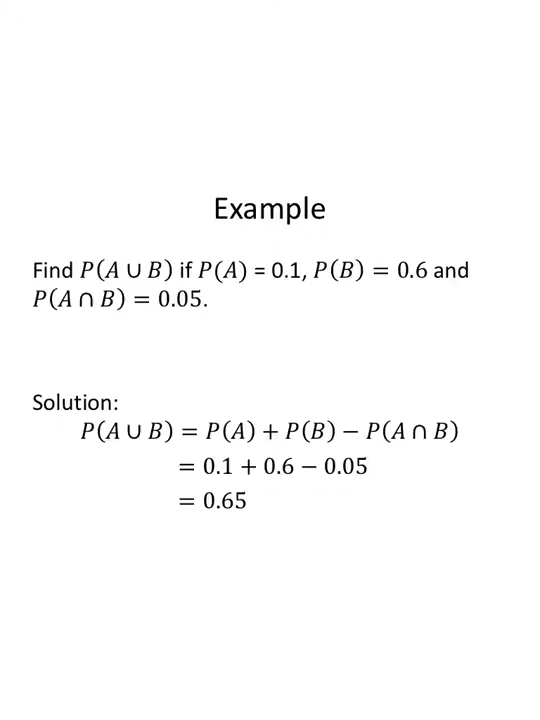 Example
Find P(A ∪ B) if P(A) = 0.1, P(B) = 0.6 and
P(A ∩ B) = 0.05.
Solution:
P(A ∪ B) = P(A) + P(B) − P(A ∩ B)
= 0.1 + 0.6 − 0.05
= 0.65